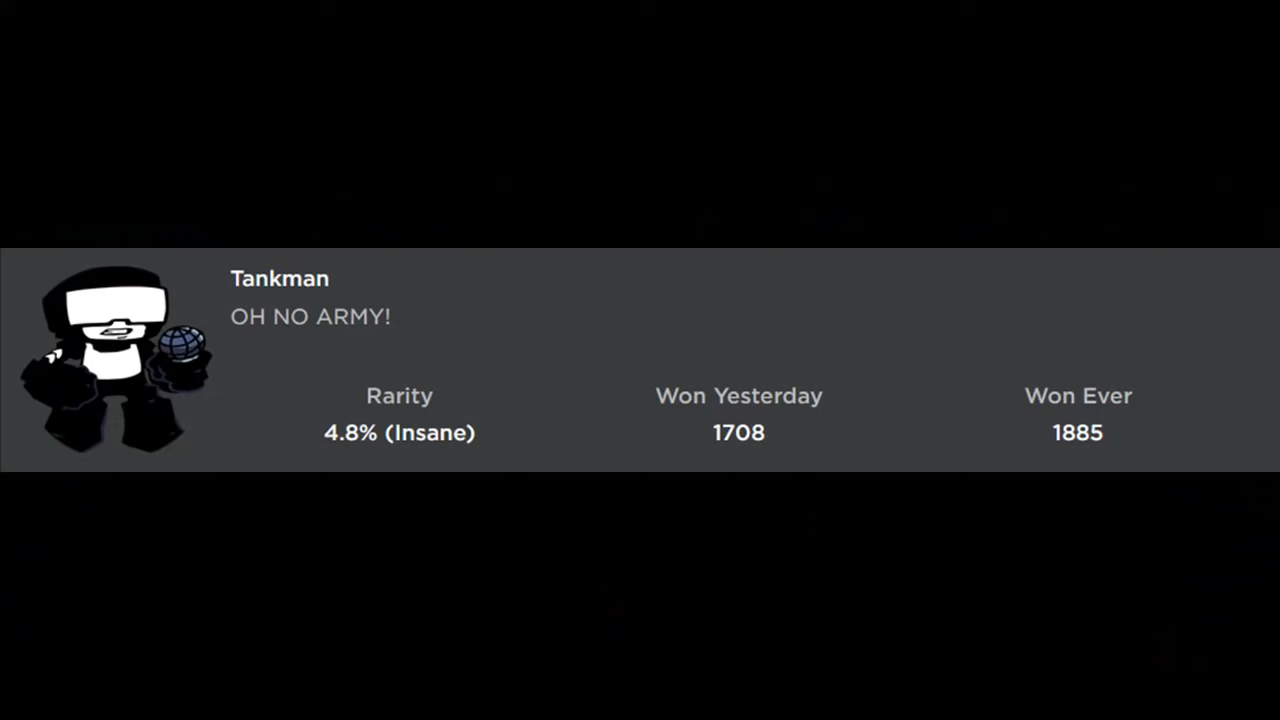 Tankman
OH NO ARMY!
Rarity Won Yesterday Won Ever
4.8% (Insane) 1708 1885